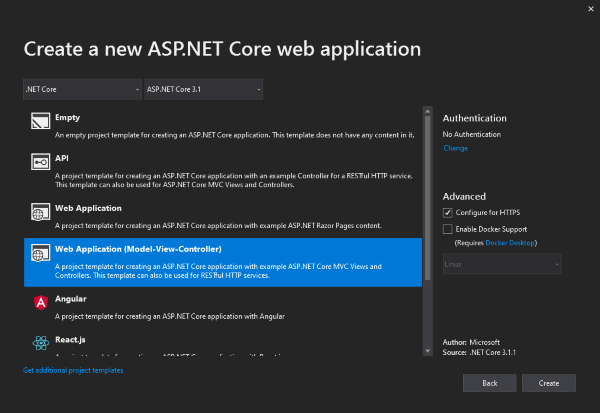 Create a new ASP.NET Core web application
.NET Core
ASP.NET Core 3.1
Empty
An empty project template for creating an ASP.NET Core application. This template does not have any content in it.
API
A project template for creating an ASP.NET Core application with an example Controller for a RESTful HTTP service.
This template can also be used for ASP.NET Core MVC Views and Controllers.
Web Application
A project template for creating an ASP.NET Core application with example ASP.NET Razor Pages content.
Web Application (Model-View-Controller)
A project template for creating an ASP.NET Core application with example ASP.NET Core MVC Views and
Controllers. This template can also be used for RESTful HTTP services.
Angular
A project template for creating an ASP.NET Core application with Angular
React.js
Get additional project templates
Authentication
No Authentication
Change
Advanced
Configure for HTTPS
Enable Docker Support
(Requires Docker Desktop)
Linux
Author: Microsoft
Source: .NET Core 3.1.1
Back
Create